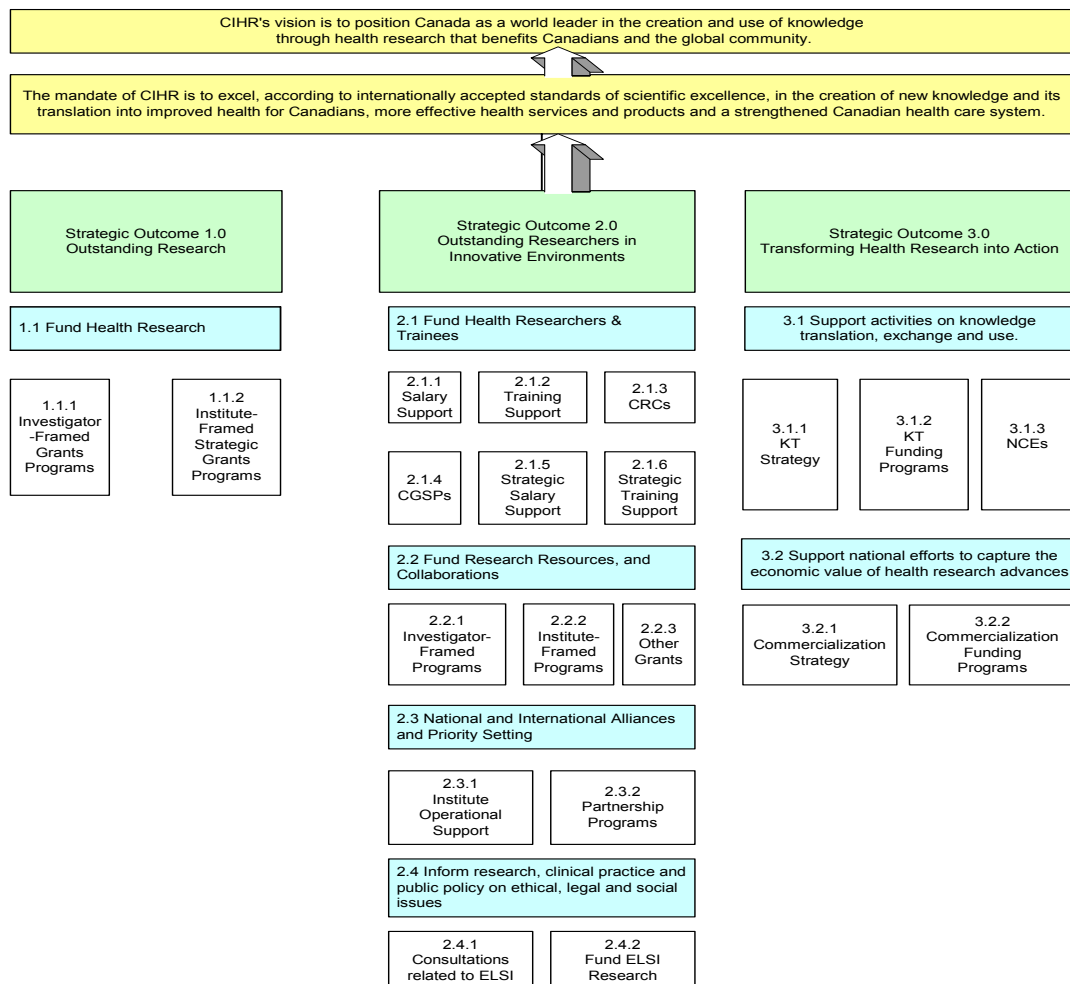 CIHR's vision is to position Canada as a world leader in the creation and use of knowledge
through health research that benefits Canadians and the global community.
The mandate of CIHR is to excel, according to internationally accepted standards of scientific excellence, in the creation of new knowledge and its
translation into improved health for Canadians, more effective health services and products and a strengthened Canadian health care system.
Strategic Outcome 1.0
Outstanding Research
1.1 Fund Health Research
1.1.1
Investigator
-Framed
Grants
Programs
1.1.2
Institute-
Framed
Strategic
Grants
Programs
Strategic Outcome 2.0
Outstanding Researchers in
Innovative Environments
2.1 Fund Health Researchers &
Trainees
2.1.1
Salary
Support
2.1.2
Training
Support
2.1.3
CRCs
2.1.4
CGSPs
2.1.5
Strategic
Salary
Support
2.1.6
Strategic
Training
Support
2.2 Fund Research Resources, and
Collaborations
2.2.1
Investigator-
Framed
Programs
2.2.2
Institute-
Framed
Programs
2.2.3
Other
Grants
2.3 National and International Alliances
and Priority Setting
2.3.1
Institute
Operational
Support
2.3.2
Partnership
Programs
2.4 Inform research, clinical practice and
public policy on ethical, legal and social
issues
2.4.1
Consultations
related to ELSI
2.4.2
Fund ELSI
Research
Strategic Outcome 3.0
Transforming Health Research into Action
3.1 Support activities on knowledge
translation, exchange and use.
3.1.1
KT
Strategy
3.1.2
KT
Funding
Programs
3.1.3
NCEs
3.2 Support national efforts to capture the
economic value of health research advances
3.2.1
Commercialization
Strategy
3.2.2
Commercialization
Funding
Programs